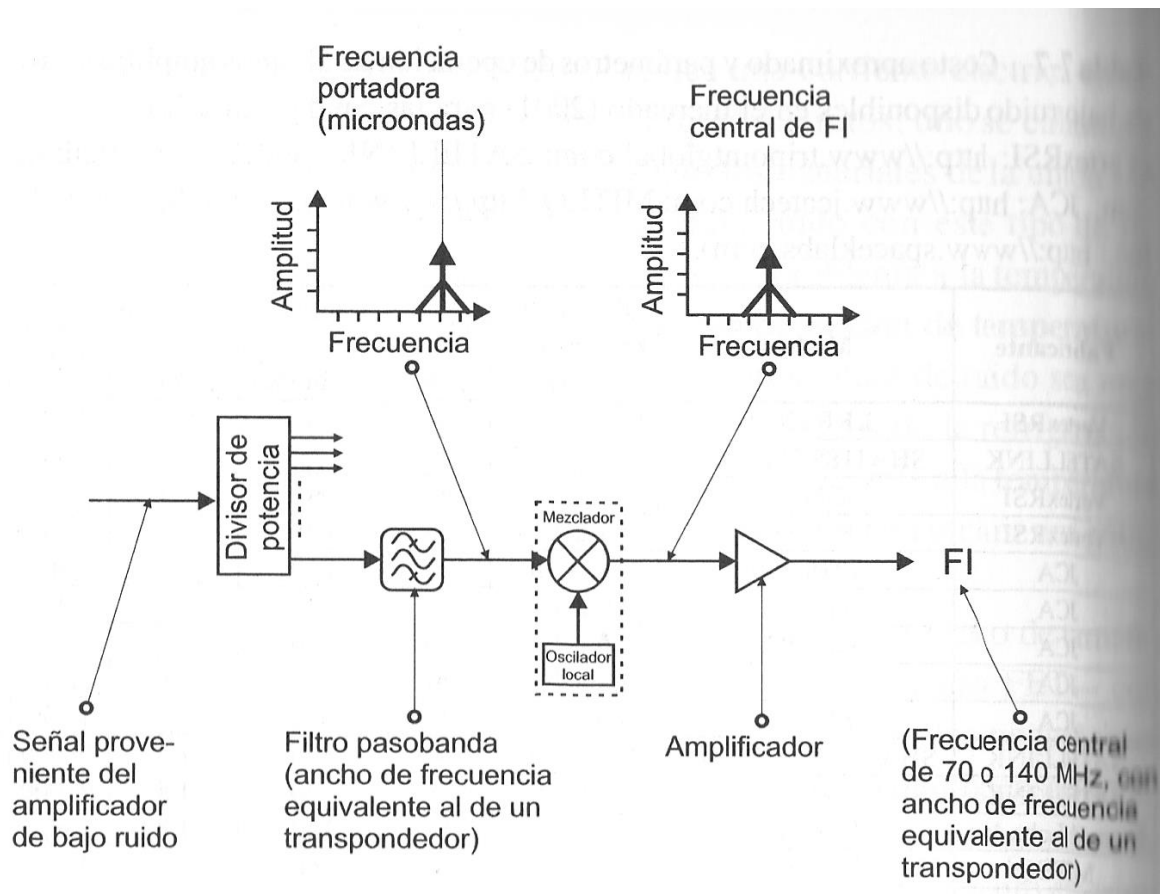 Frecuencia
portadora
(microondas)
Frecuencia
central de FI
Amplitud
Frecuencia
Amplitud
Frecuencia
Divisor de
potencia
Mezclador
Oscilador
local
FI
Señal prove-
niente del
amplificador
de bajo ruido
Filtro pasobanda
(ancho de frecuencia
equivalente al de un
transpondedor)
Amplificador
(Frecuencia central
de 70 o 140 MHz, con
ancho de frecuencia
equivalente al de un
transpondedor)